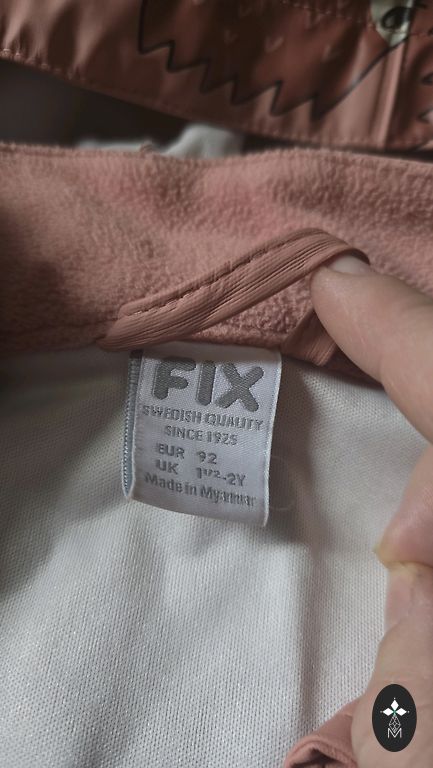 FIX
SWEDISH QUALITY
SINCE 1925
EUR 92
UK 1½-2Y
Made in Myanmar
M